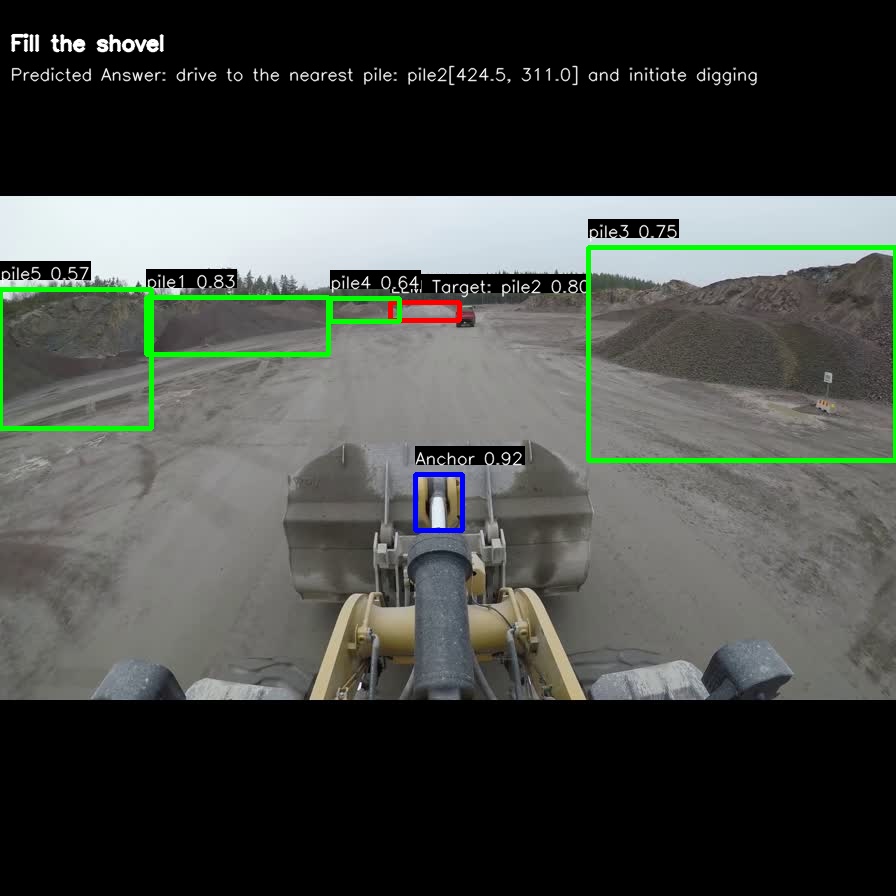 Fill the shovel
Predicted Answer: drive to the nearest pile: pile2[424.5, 311.0] and initiate digging
pile3 0.75
pile5 0.57
pile1 0.83
pile4 0.64
Target: pile2 0.80
Anchor 0.92